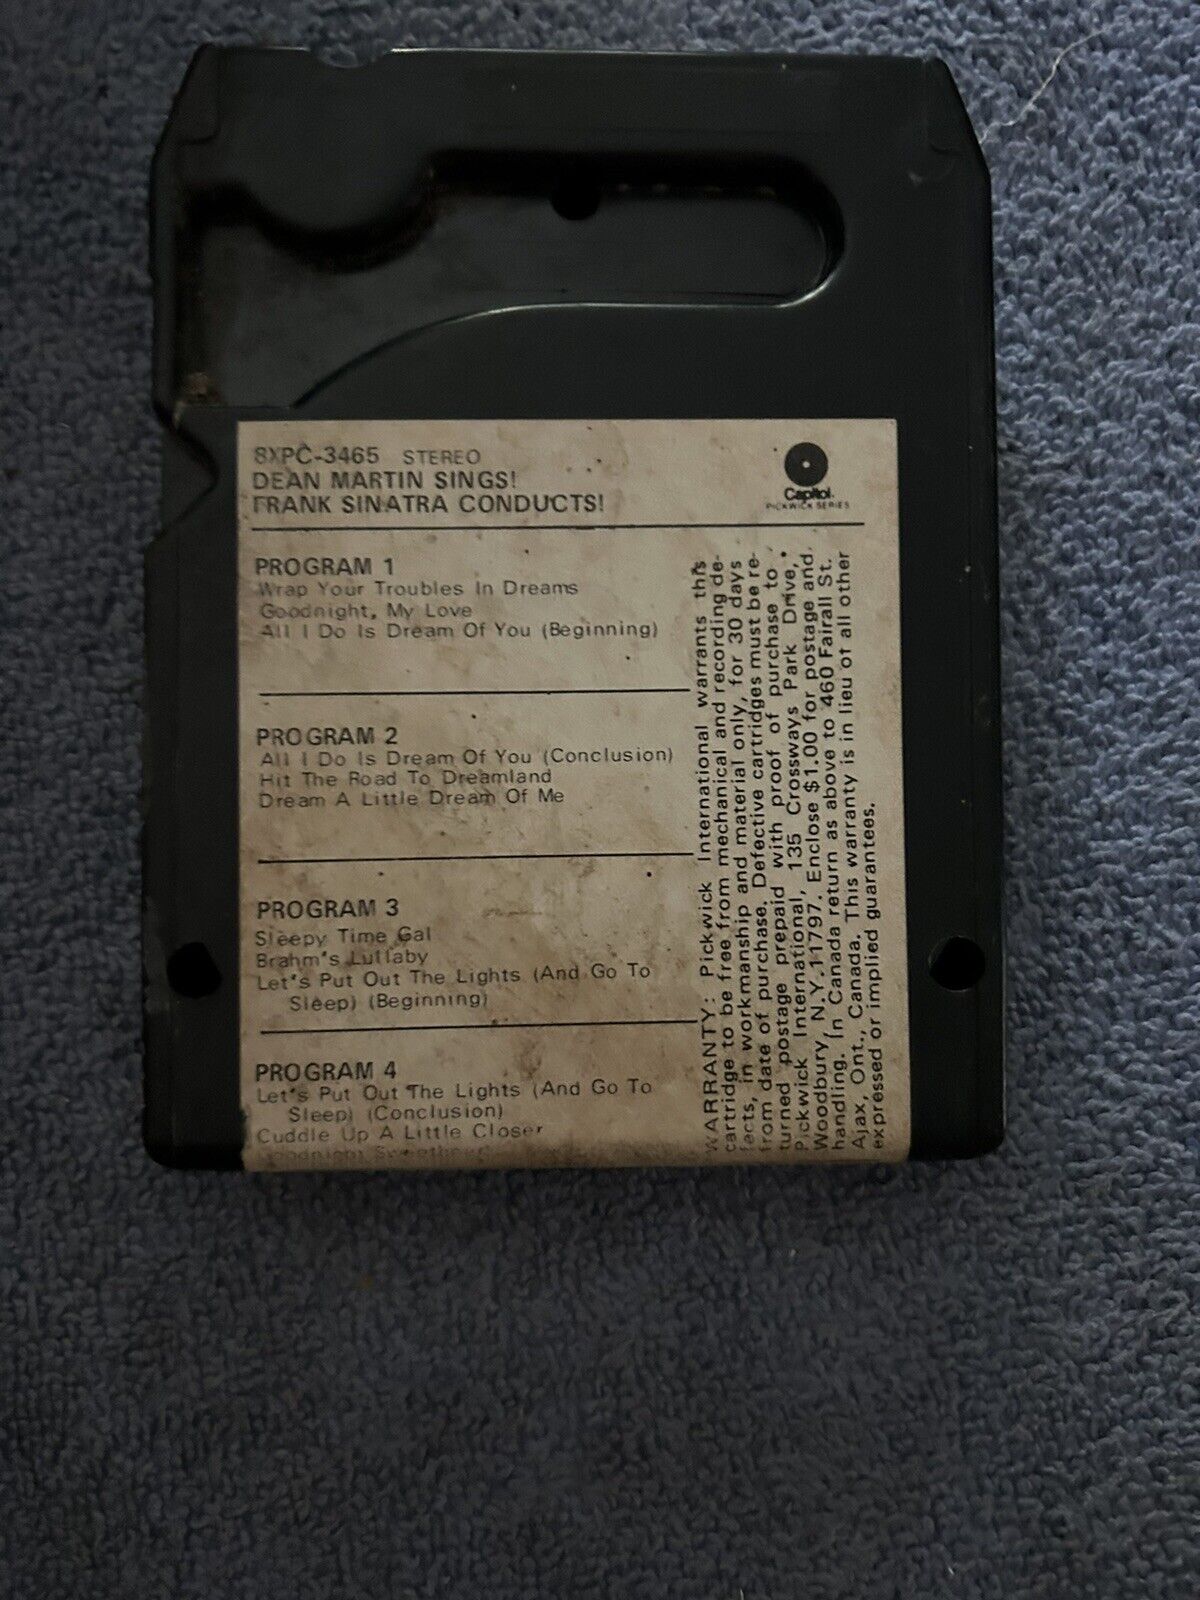 8XPC-3465 STEREO
DEAN MARTIN SINGS!
FRANK SINATRA CONDUCTS!
Capitol.
PICKWICK SERIES
PROGRAM 1
Wrap Your Troubles In Dreams
Goodnight, My Love
All I Do Is Dream Of You (Beginning)
PROGRAM 2
All I Do Is Dream Of You (Conclusion)
Hit The Road To Dreamland
Dream A Little Dream Of Me
PROGRAM 3
Sleepy Time Gal
Brahm's Lullaby
Let's Put Out The Lights (And Go To
Sleep) (Beginning)
PROGRAM 4
Let's Put Out The Lights (And Go To
Sleep) (Conclusion)
Cuddle Up A Little Closer
Goodnight
WARRANTY: Pickwick International warrants this
cartridge to be free from mechanical and recording de-
fects, in workmanship and material only, for 30 days
from date of purchase. Defective cartridges must be re-
turned postage prepaid with proof of purchase to
Pickwick International, 135 Crossways Park Drive,
Woodbury, N.Y. 11797. Enclose $1.00 for postage and
handling. In Canada return as above to 460 Fairall St.
Ajax, Ont., Canada. This warranty is in lieu of all other
expressed or implied guarantees.